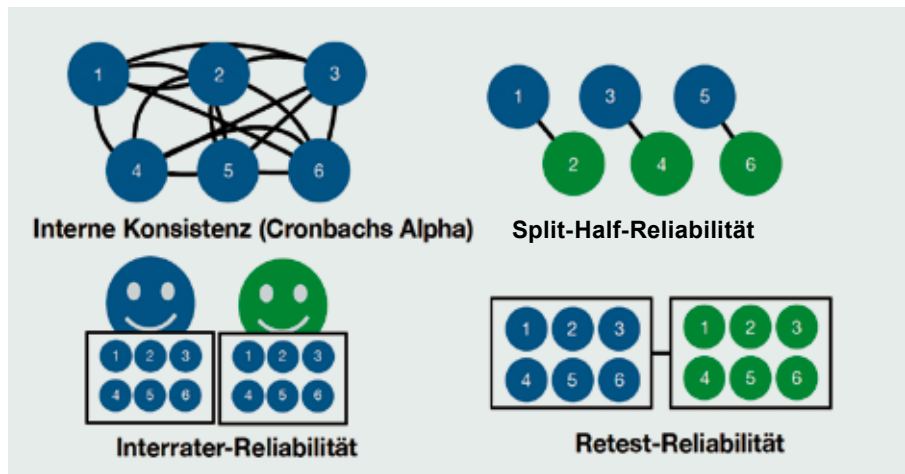 1 2 3
4 5 6
Interne Konsistenz (Cronbachs Alpha)
1 3 5
2 4 6
Split-Half-Reliabilität
1 2 3
4 5 6
1 2 3
4 5 6
Interrater-Reliabilität
1 2 3
4 5 6
1 2 3
4 5 6
Retest-Reliabilität